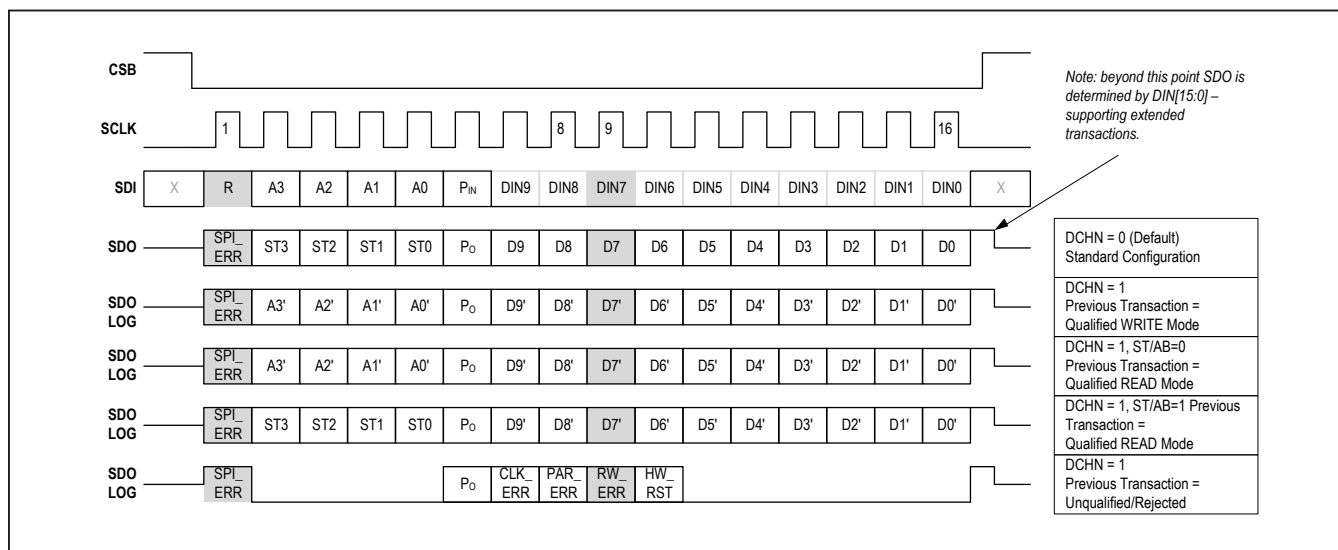 CSB
Note: beyond this point SDO is
determined by DIN[15:0] –
supporting extended
transactions.
SCLK 1 8 9 16
SDI X R A3 A2 A1 A0 PIN DIN9 DIN8 DIN7 DIN6 DIN5 DIN4 DIN3 DIN2 DIN1 DIN0 X
SDO SPI_ ERR ST3 ST2 ST1 ST0 PO D9 D8 D7 D6 D5 D4 D3 D2 D1 D0
DCHN = 0 (Default)
Standard Configuration
SDO LOG SPI_ ERR A3' A2' A1' A0' PO D9' D8' D7' D6' D5' D4' D3' D2' D1' D0'
DCHN = 1
Previous Transaction =
Qualified WRITE Mode
SDO LOG SPI_ ERR A3' A2' A1' A0' PO D9' D8' D7' D6' D5' D4' D3' D2' D1' D0'
DCHN = 1, ST/AB=0
Previous Transaction =
Qualified READ Mode
SDO LOG SPI_ ERR ST3 ST2 ST1 ST0 PO D9' D8' D7' D6' D5' D4' D3' D2' D1' D0'
DCHN = 1, ST/AB=1 Previous
Transaction =
Qualified READ Mode
SDO LOG SPI_ ERR PO CLK_ ERR PAR_ ERR RW_ ERR HW_ RST
DCHN = 1
Previous Transaction =
Unqualified/Rejected